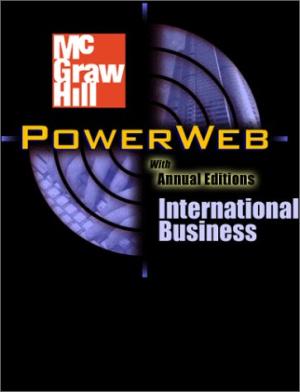 Mc
Graw
Hill
PowerWeb
With
Annual Editions
International
Business